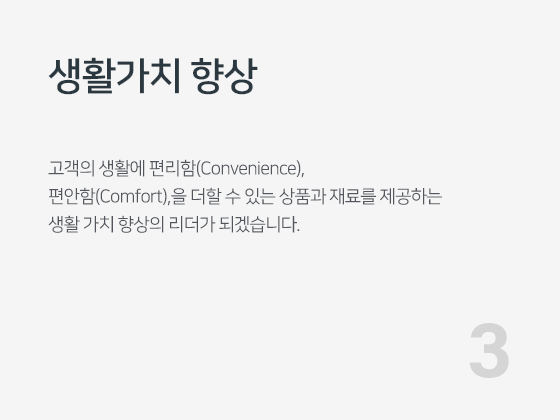 생활가치 향상
고객의 생활에 편리함(Convenience),
편안함(Comfort),을 더할 수 있는 상품과 재료를 제공하는
생활 가치 향상의 리더가 되겠습니다.
3